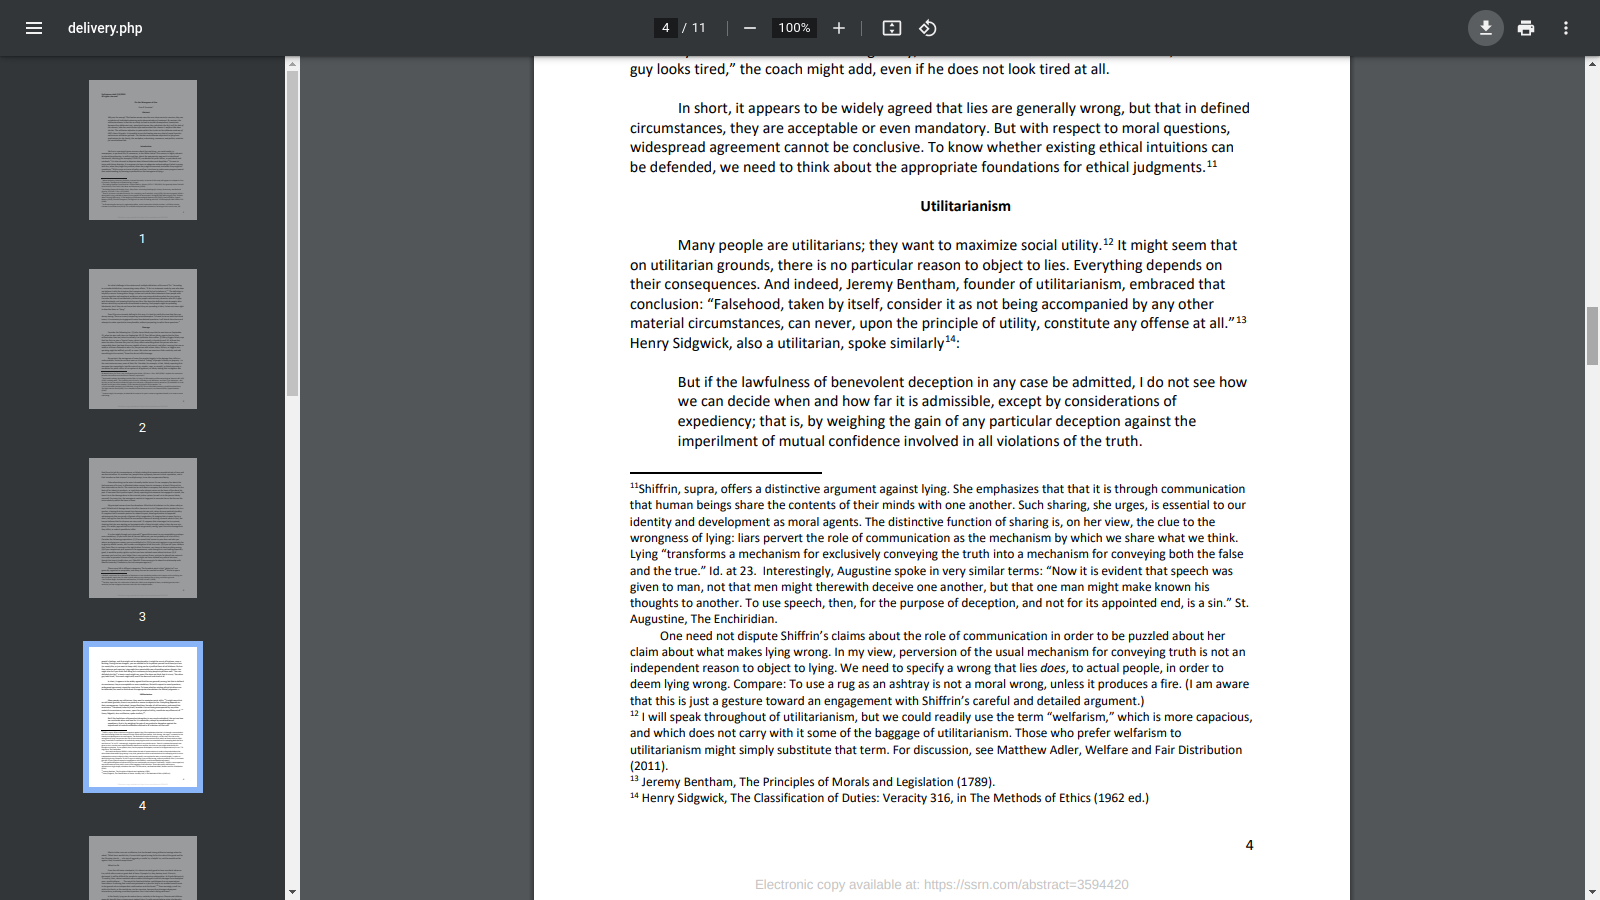 delivery.php
4 / 11
100%
1
2
3
4
guy looks tired,” the coach might add, even if he does not look tired at all.
In short, it appears to be widely agreed that lies are generally wrong, but that in defined
circumstances, they are acceptable or even mandatory. But with respect to moral questions,
widespread agreement cannot be conclusive. To know whether existing ethical intuitions can
be defended, we need to think about the appropriate foundations for ethical judgments.11
Utilitarianism
Many people are utilitarians; they want to maximize social utility.12 It might seem that
on utilitarian grounds, there is no particular reason to object to lies. Everything depends on
their consequences. And indeed, Jeremy Bentham, founder of utilitarianism, embraced that
conclusion: “Falsehood, taken by itself, consider it as not being accompanied by any other
material circumstances, can never, upon the principle of utility, constitute any offense at all.”13
Henry Sidgwick, also a utilitarian, spoke similarly14:
But if the lawfulness of benevolent deception in any case be admitted, I do not see how
we can decide when and how far it is admissible, except by considerations of
expediency; that is, by weighing the gain of any particular deception against the
imperilment of mutual confidence involved in all violations of the truth.
11Shiffrin, supra, offers a distinctive argument against lying. She emphasizes that that it is through communication
that human beings share the contents of their minds with one another. Such sharing, she urges, is essential to our
identity and development as moral agents. The distinctive function of sharing is, on her view, the clue to the
wrongness of lying: liars pervert the role of communication as the mechanism by which we share what we think.
Lying “transforms a mechanism for exclusively conveying the truth into a mechanism for conveying both the false
and the true.” Id. at 23.  Interestingly, Augustine spoke in very similar terms: “Now it is evident that speech was
given to man, not that men might therewith deceive one another, but that one man might make known his
thoughts to another. To use speech, then, for the purpose of deception, and not for its appointed end, is a sin.” St.
Augustine, The Enchiridian.
One need not dispute Shiffrin’s claims about the role of communication in order to be puzzled about her
claim about what makes lying wrong. In my view, perversion of the usual mechanism for conveying truth is not an
independent reason to object to lying. We need to specify a wrong that lies does, to actual people, in order to
deem lying wrong. Compare: To use a rug as an ashtray is not a moral wrong, unless it produces a fire. (I am aware
that this is just a gesture toward an engagement with Shiffrin’s careful and detailed argument.)
12 I will speak throughout of utilitarianism, but we could readily use the term “welfarism,” which is more capacious,
and which does not carry with it some of the baggage of utilitarianism. Those who prefer welfarism to
utilitarianism might simply substitute that term. For discussion, see Matthew Adler, Welfare and Fair Distribution
(2011).
13 Jeremy Bentham, The Principles of Morals and Legislation (1789).
14 Henry Sidgwick, The Classification of Duties: Veracity 316, in The Methods of Ethics (1962 ed.)
4
Electronic copy available at: https://ssrn.com/abstract=3594420